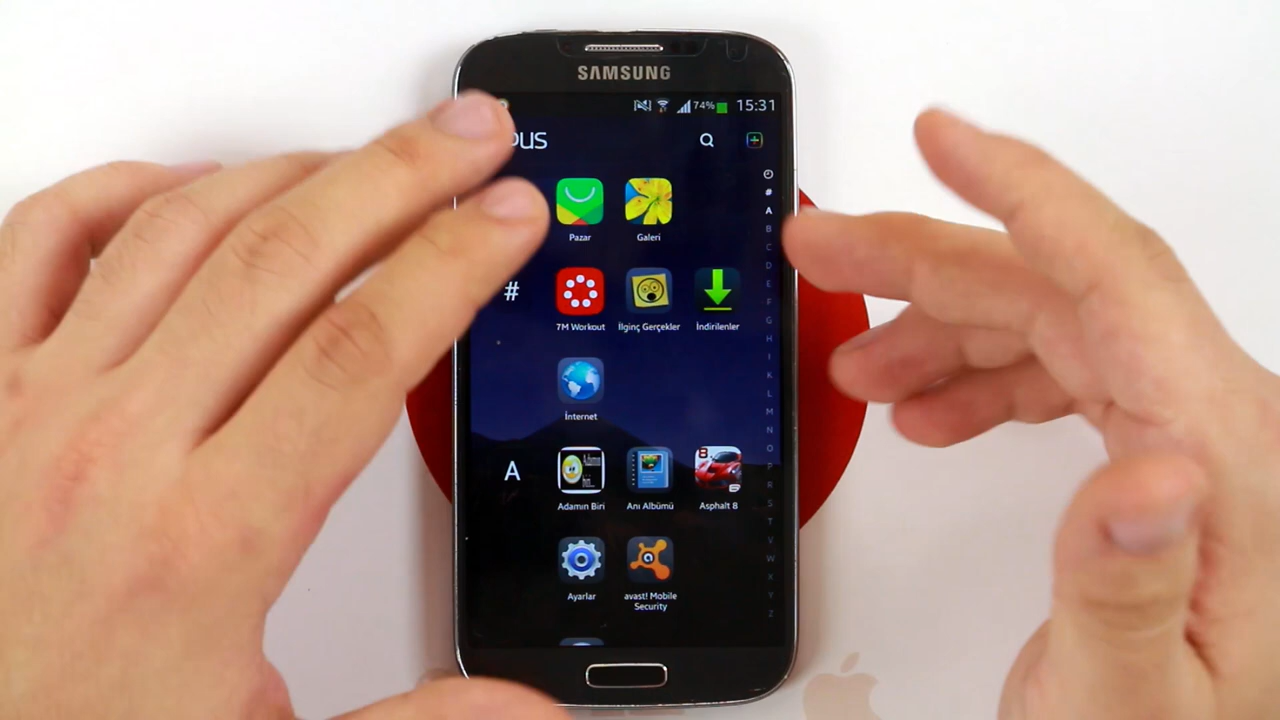 SAMSUNG
74% 15:31
pus
Pazar Galeri
#
7M Workout İlginç Gerçekler İndirilenler
İnternet
A
Adamın Biri Anı Albümü Asphalt 8
Ayarlar avast! Mobile
Security
#
A
B
C
D
E
F
G
H
I
K
L
M
N
O
P
R
S
T
V
W
X
Y
Z